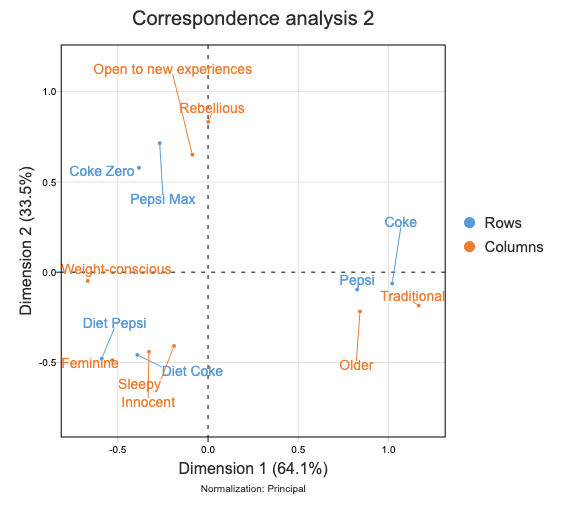 Correspondence analysis 2
Open to new experiences
1.0
Rebellious
Coke Zero
0.5
Pepsi Max
Coke
Rows
Columns
Weight-conscious
0.0
Pepsi
Traditional
Diet Pepsi
Feminine
-0.5
Older
Diet Coke
Sleepy
Innocent
Dimension 2 (33.5%)
-0.5 0.0 0.5 1.0
Dimension 1 (64.1%)
Normalization: Principal